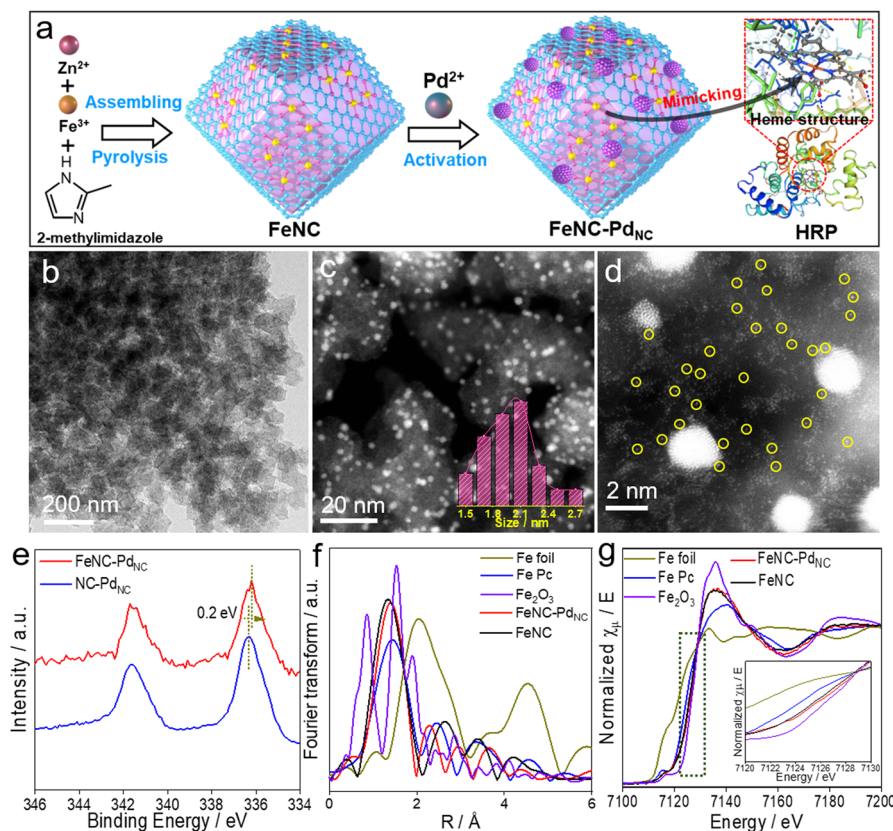 a
Zn2+
+
Fe3+
+
H
N
N
2-methylimidazole
Assembling
Pyrolysis
FeNC
Pd2+
Activation
FeNC-PdNC
Mimicking
Heme structure
HRP
b
200 nm
c
20 nm
1.5 1.8 2.1 2.4 2.7
Size / nm
d
2 nm
e
FeNC-PdNC
NC-PdNC
0.2 eV
Intensity / a.u.
346 344 342 340 338 336 334
Binding Energy / eV
f
Fe foil
Fe Pc
Fe2O3
FeNC-PdNC
FeNC
Fourier transform / a.u.
0 2 4 6
R / Å
g
Fe foil
Fe Pc
Fe2O3
FeNC-PdNC
FeNC
Normalized χμ / E
Normalized χμ / E
7120 7122 7124 7126 7128 7130
Energy / eV
7100 7120 7140 7160 7180 7200
Energy / eV